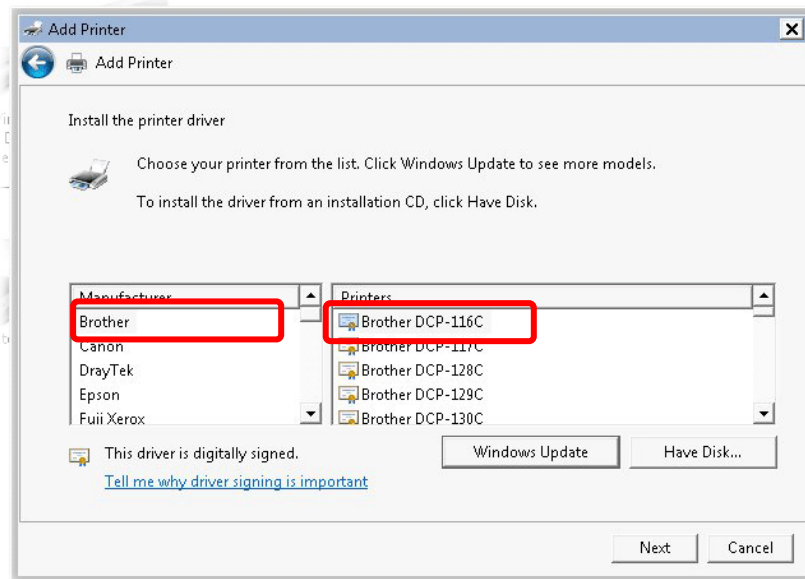 Add Printer
Add Printer
Install the printer driver
Choose your printer from the list. Click Windows Update to see more models.
To install the driver from an installation CD, click Have Disk.
Manufacturer
Brother
Canon
DrayTek
Epson
Fuji Xerox
Printers
Brother DCP-116C
Brother DCP-117C
Brother DCP-128C
Brother DCP-129C
Brother DCP-130C
This driver is digitally signed.
Tell me why driver signing is important
Windows Update
Have Disk...
Next
Cancel